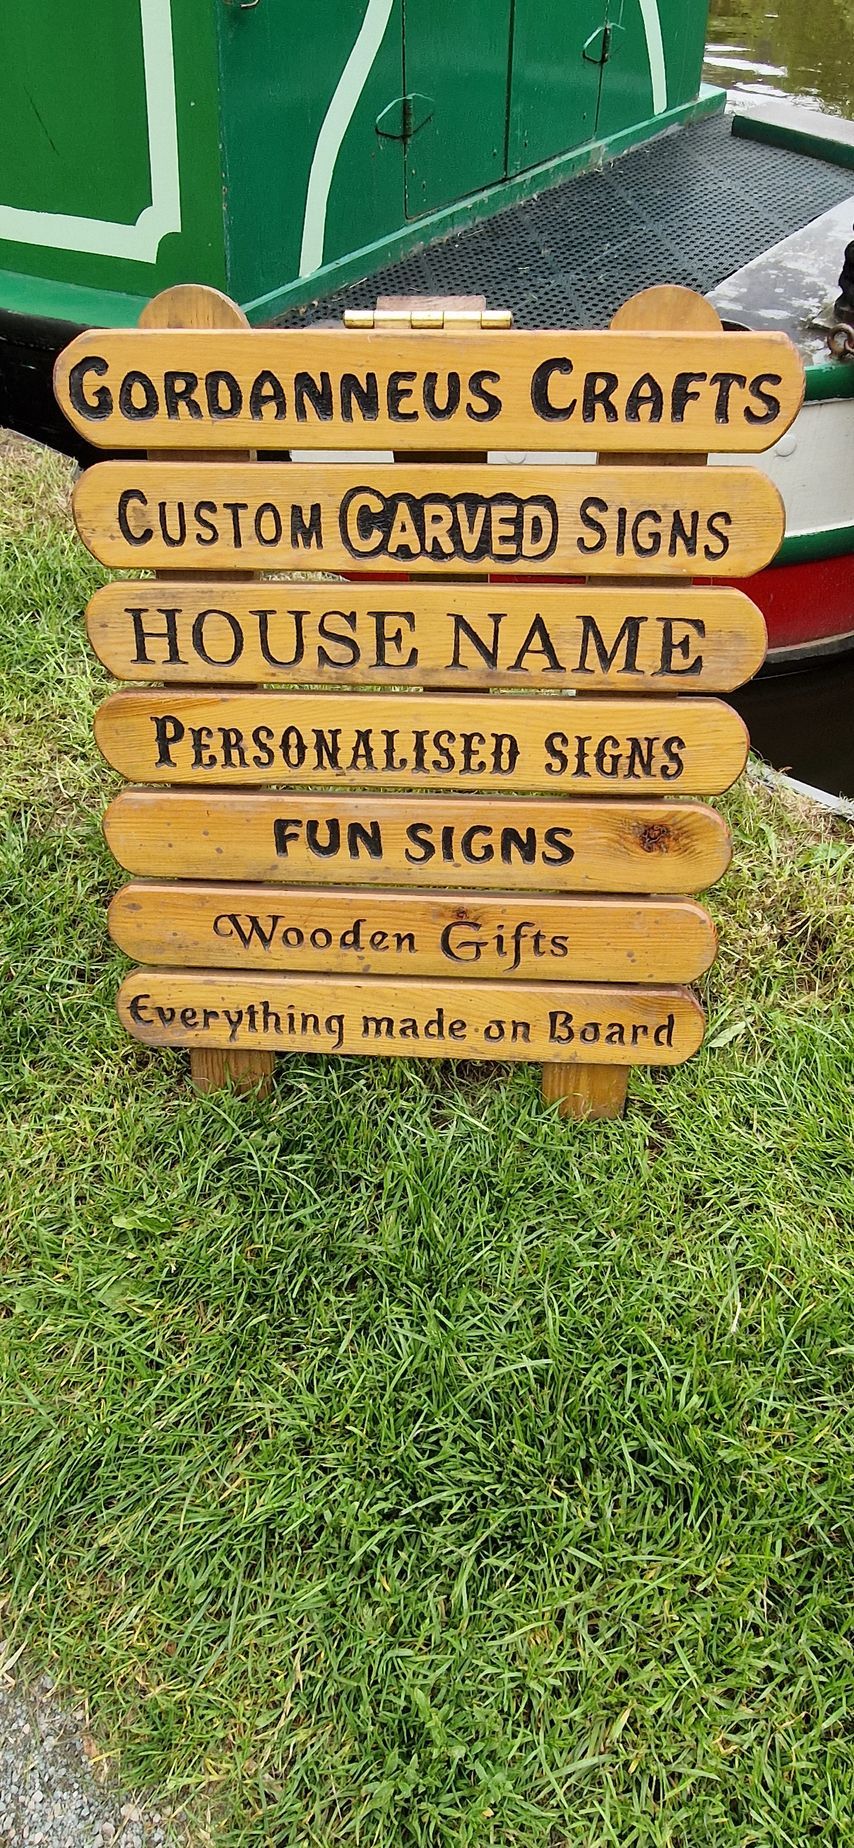 GORDANNEUS CRAFTS
CUSTOM CARVED SIGNS
HOUSE NAME
PERSONALISED SIGNS
FUN SIGNS
Wooden Gifts
Everything made on Board